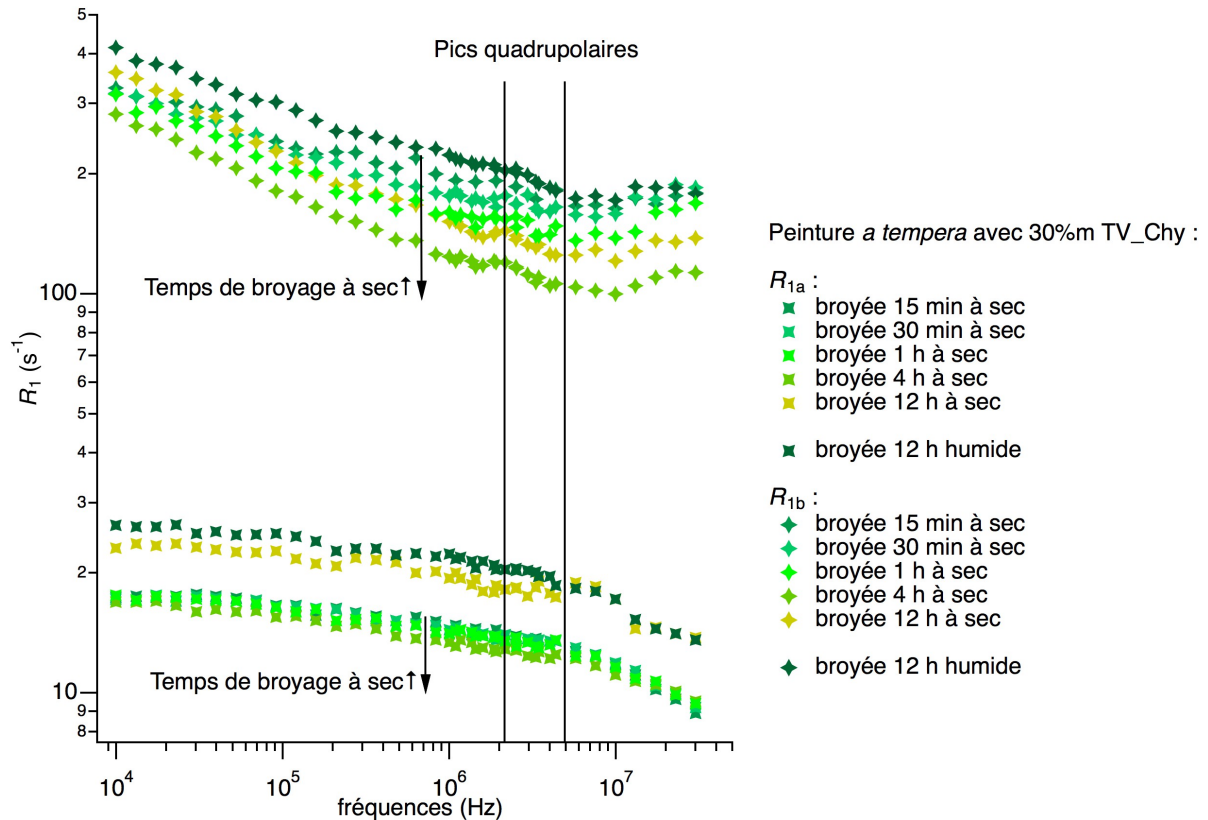 5
4
3
2
100
9
8
7
6
5
4
3
2
10
9
8
R1 (s-1)
10^4
10^5
10^6
10^7
fréquences (Hz)
Pics quadrupolaires
Temps de broyage à sec↑
Temps de broyage à sec↑
Peinture a tempera avec 30%m TV_Chy :
R1a :
broyée 15 min à sec
broyée 30 min à sec
broyée 1 h à sec
broyée 4 h à sec
broyée 12 h à sec
broyée 12 h humide
R1b :
broyée 15 min à sec
broyée 30 min à sec
broyée 1 h à sec
broyée 4 h à sec
broyée 12 h à sec
broyée 12 h humide